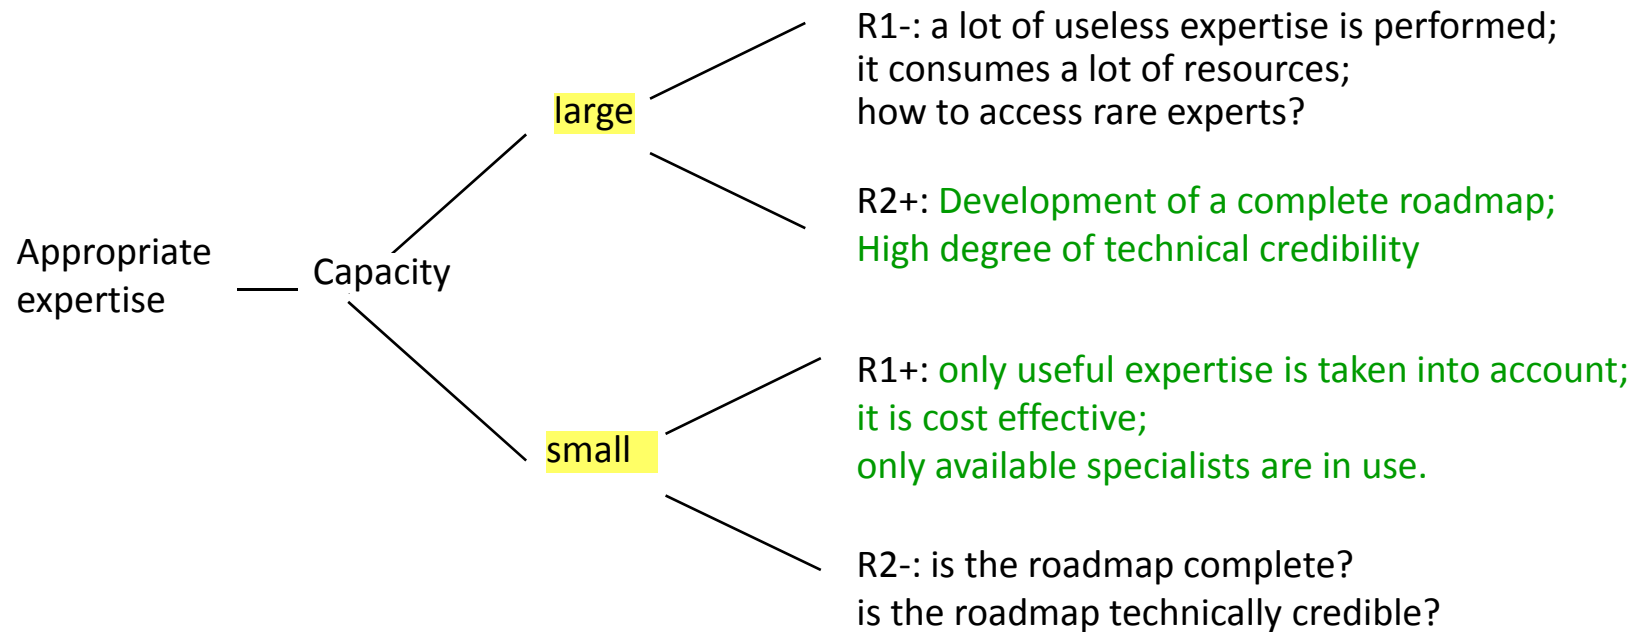 R1-: a lot of useless expertise is performed;
it consumes a lot of resources;
how to access rare experts?
large
R2+: Development of a complete roadmap;
High degree of technical credibility
Appropriate
expertise
Capacity
R1+: only useful expertise is taken into account;
it is cost effective;
only available specialists are in use.
small
R2-: is the roadmap complete?
is the roadmap technically credible?